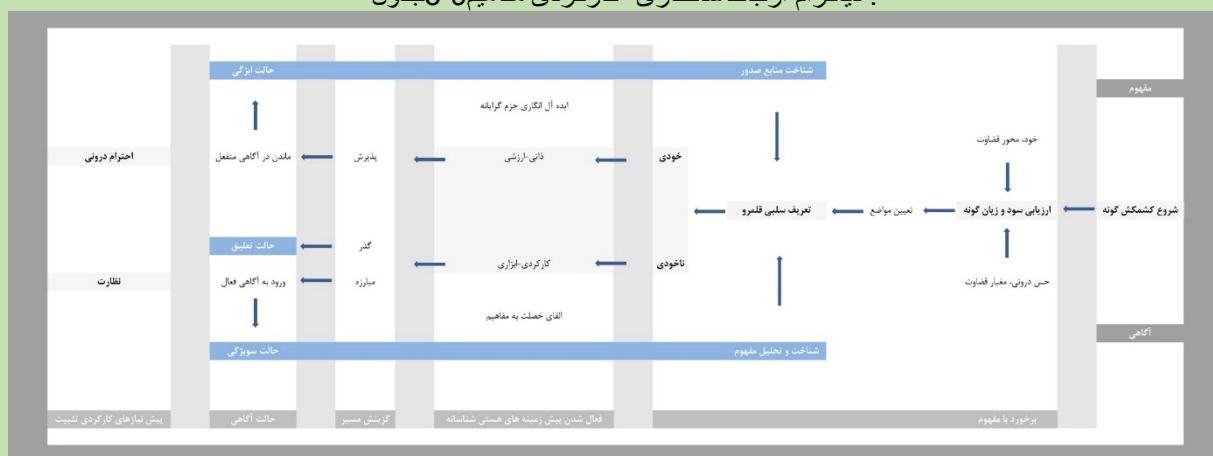 مفهوم
آگاهی
شروع کشمکش گونه
خود، محور قضاوت
ارزیابی سود و زیان گونه
حس درونی، معیار قضاوت
تعیین مواضع
شناخت منابع صدور
تعریف سلبی قلمرو
شناخت و تحلیل مفهوم
خودی
ناخودی
ایده آل انگاری جزم گرایانه
ذاتی-ارزشی
کارکردی-ابزاری
القای خصلت به مفاهیم
پذیرش
گذر
مبارزه
حالت ابژگی
ماندن در آگاهی منفعل
حالت تعلیق
ورود به آگاهی فعال
حالت سوبژگی
احترام درونی
نظارت
برخورد با مفهوم
فعال شدن پیش زمینه های هستی شناسانه
گزینش مسیر
حالت آگاهی
پیش نیازهای کارکردی تثبیت